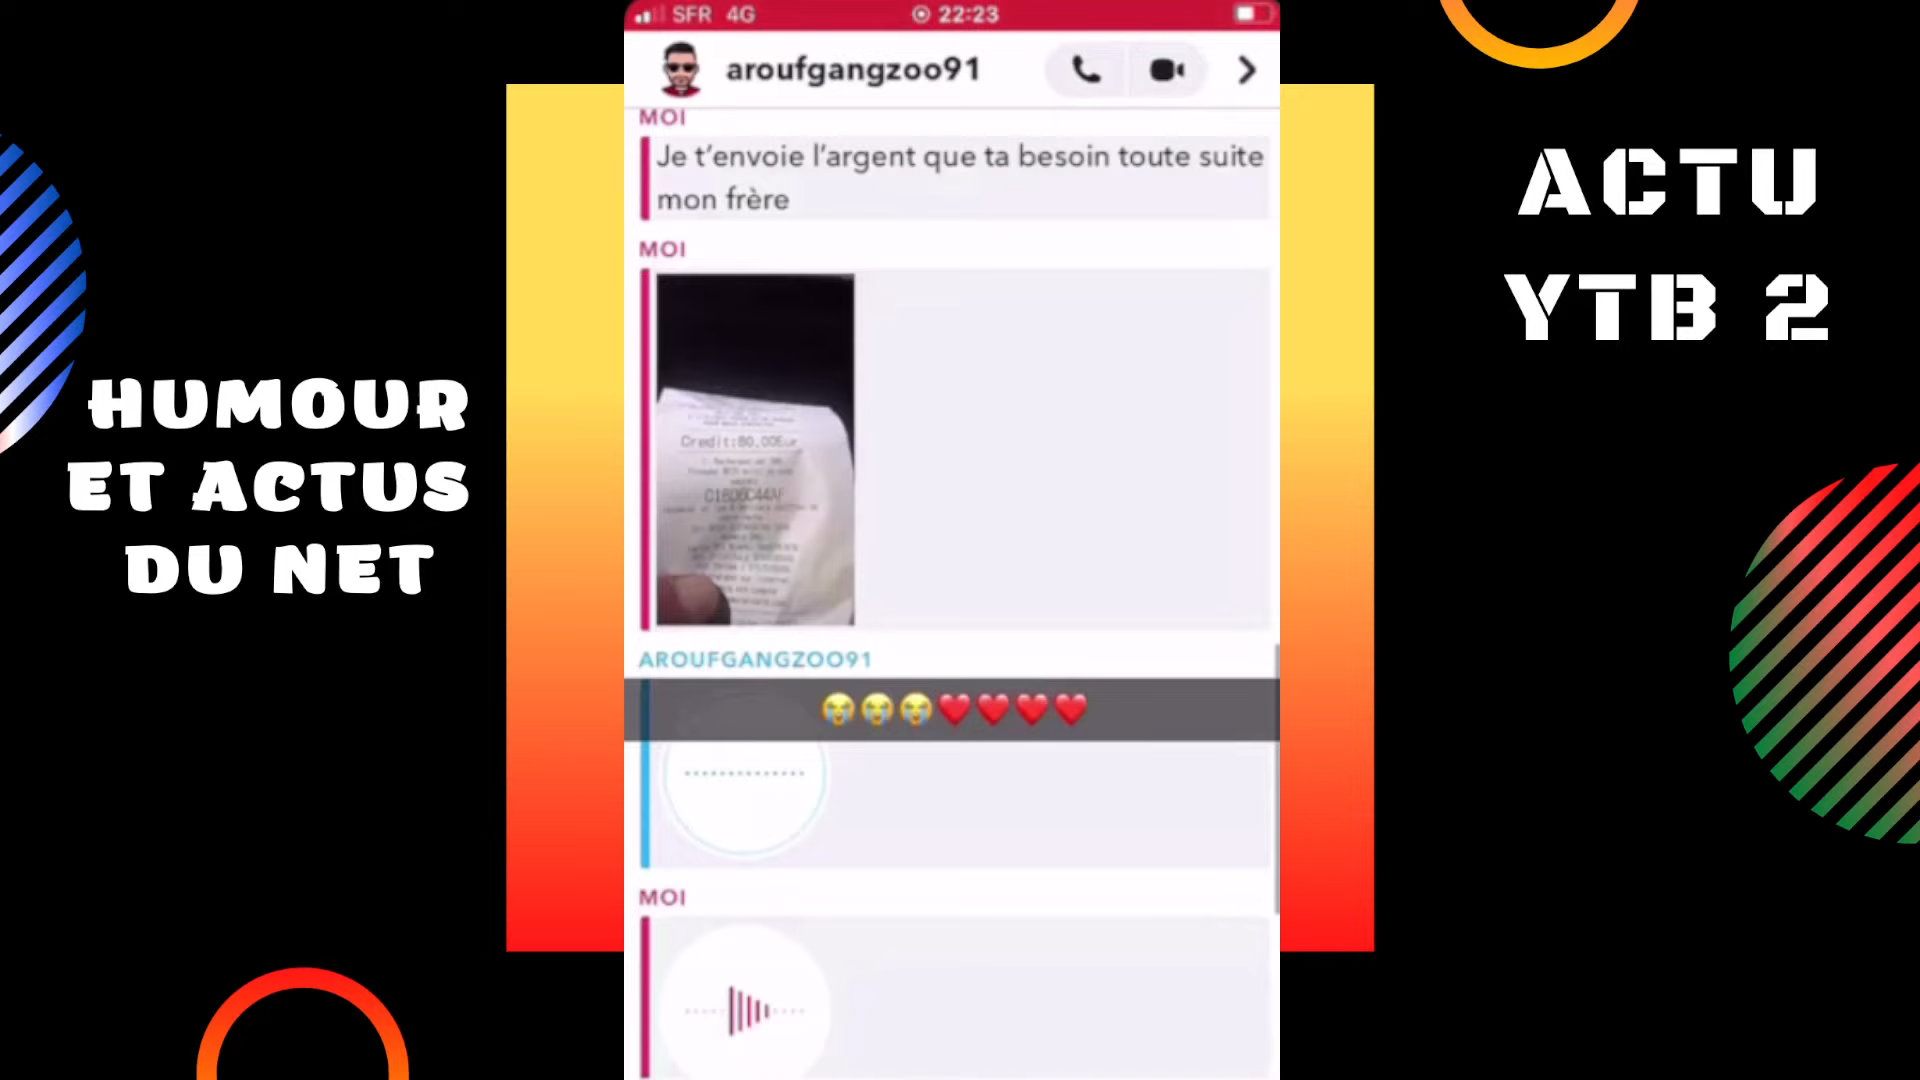 SFR 4G
22:23
aroufgangzoo91
MOI
Je t’envoie l’argent que ta besoin toute suite
mon frère
MOI
Credit:80,00Eur
AROUFGANGZOO91
😭😭😭❤️❤️❤️❤️
MOI
HUMOUR
ET ACTUS
DU NET
ACTU
YTB 2